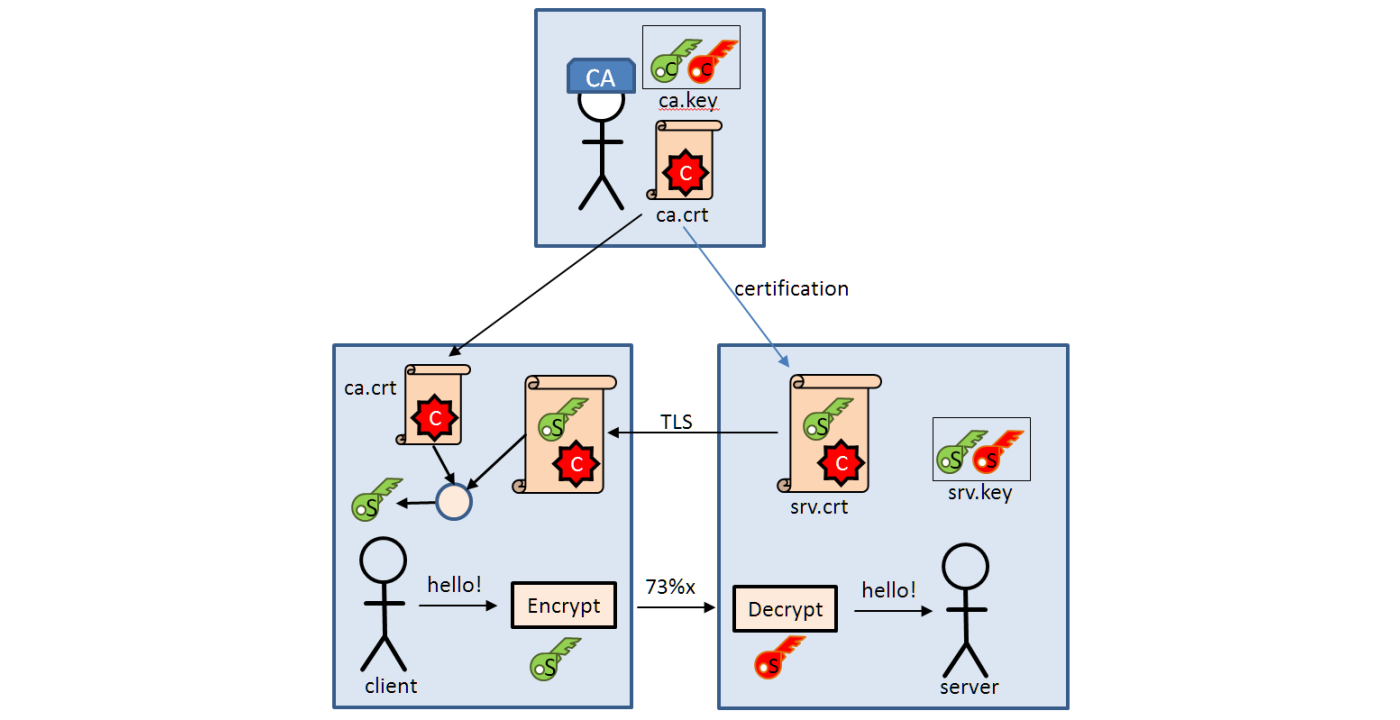 CA
C C
ca.key
C
ca.crt
certification
ca.crt
C
S
C
TLS
S
C
srv.crt
S S
srv.key
S
hello!
Encrypt
S
73%x
Decrypt
S
hello!
client
server